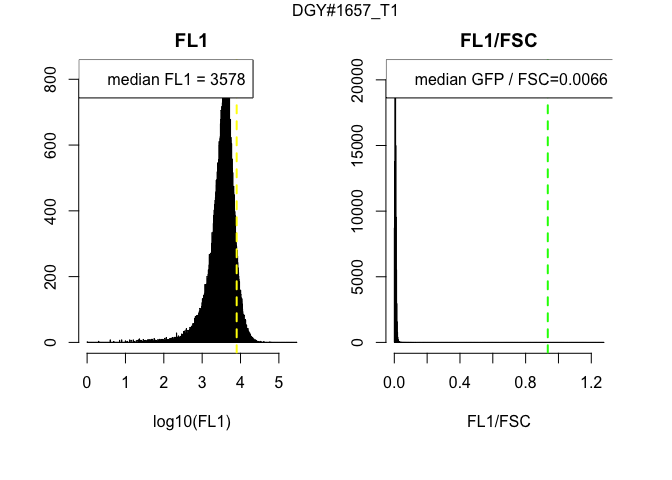 DGY#1657_T1
FL1
median FL1 = 3578
800
600
400
200
0
0 1 2 3 4 5
log10(FL1)
FL1/FSC
median GFP / FSC=0.0066
20000
15000
10000
5000
0
0.0 0.4 0.8 1.2
FL1/FSC